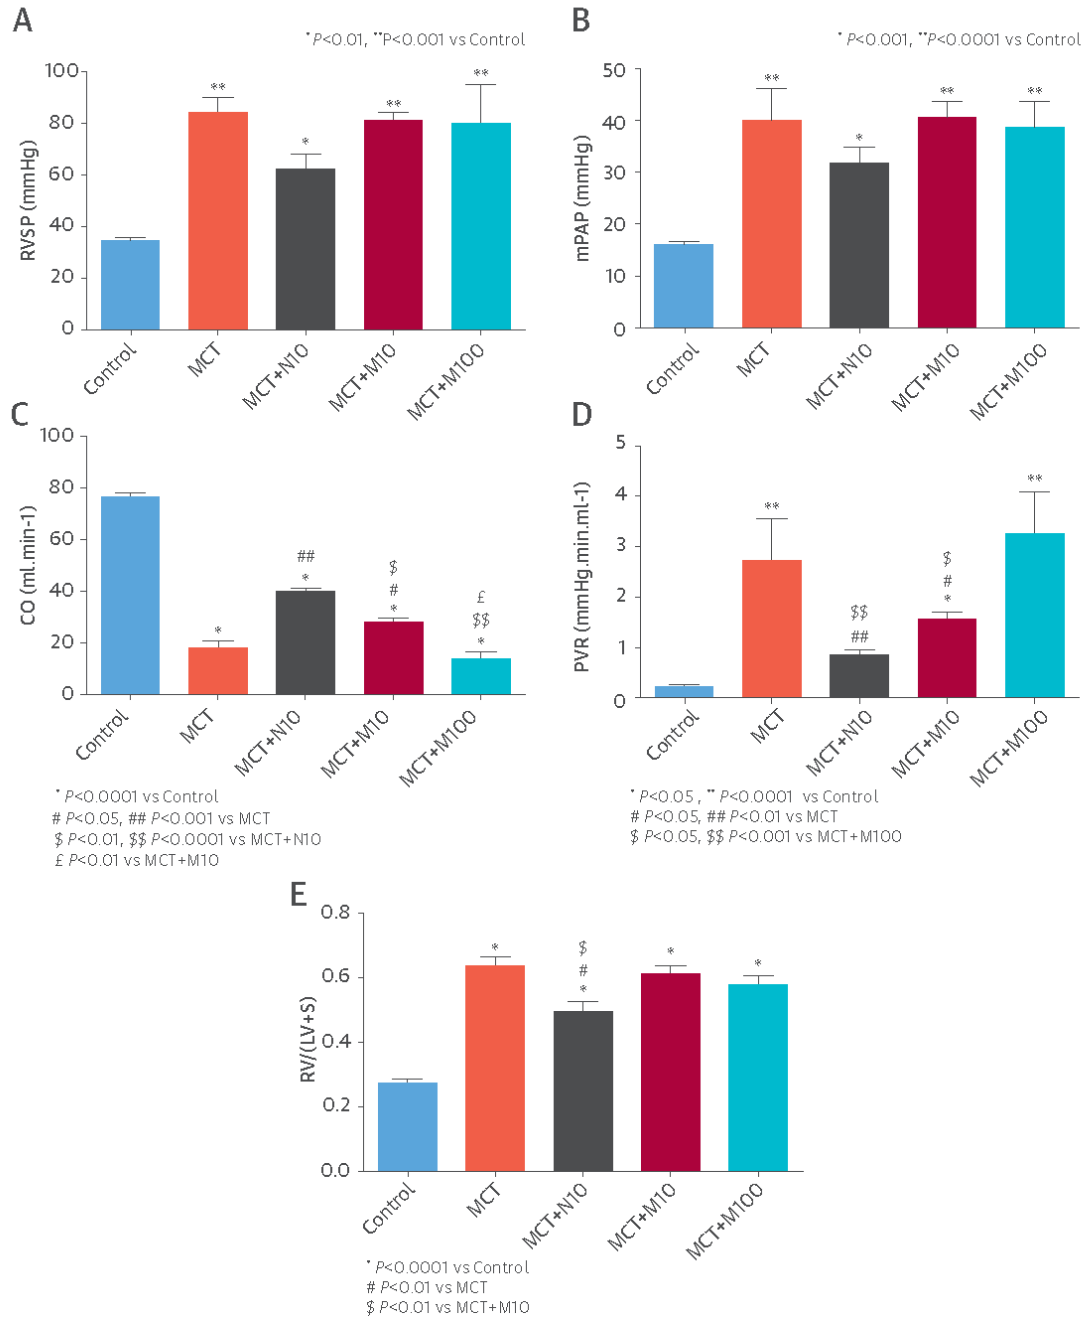 A
*P<0.01, **P<0.001 vs Control
RVSP (mmHg)
100
80
60
40
20
0
**
*
**
**
Control
MCT
MCT+N10
MCT+M10
MCT+M100
B
* P<0.001, **P<0.0001 vs Control
mPAP (mmHg)
50
40
30
20
10
0
**
*
**
**
Control
MCT
MCT+N10
MCT+M10
MCT+M100
C
CO (ml.min-1)
100
80
60
40
20
0
*
##
*
$
#
*
£
$$
*
Control
MCT
MCT+N10
MCT+M10
MCT+M100
* P<0.0001 vs Control
# P<0.05, ## P<0.001 vs MCT
$ P<0.01, $$ P<0.0001 vs MCT+N10
£ P<0.01 vs MCT+M10
D
PVR (mmHg.min.ml-1)
5
4
3
2
1
0
**
$$
##
$
#
*
**
Control
MCT
MCT+N10
MCT+M10
MCT+M100
* P<0.05, ** P<0.0001 vs Control
# P<0.05, ## P<0.01 vs MCT
$ P<0.05, $$ P<0.001 vs MCT+M100
E
RV/(LV+S)
0.8
0.6
0.4
0.2
0.0
*
$
#
*
*
*
Control
MCT
MCT+N10
MCT+M10
MCT+M100
* P<0.0001 vs Control
# P<0.01 vs MCT
$ P<0.01 vs MCT+M10